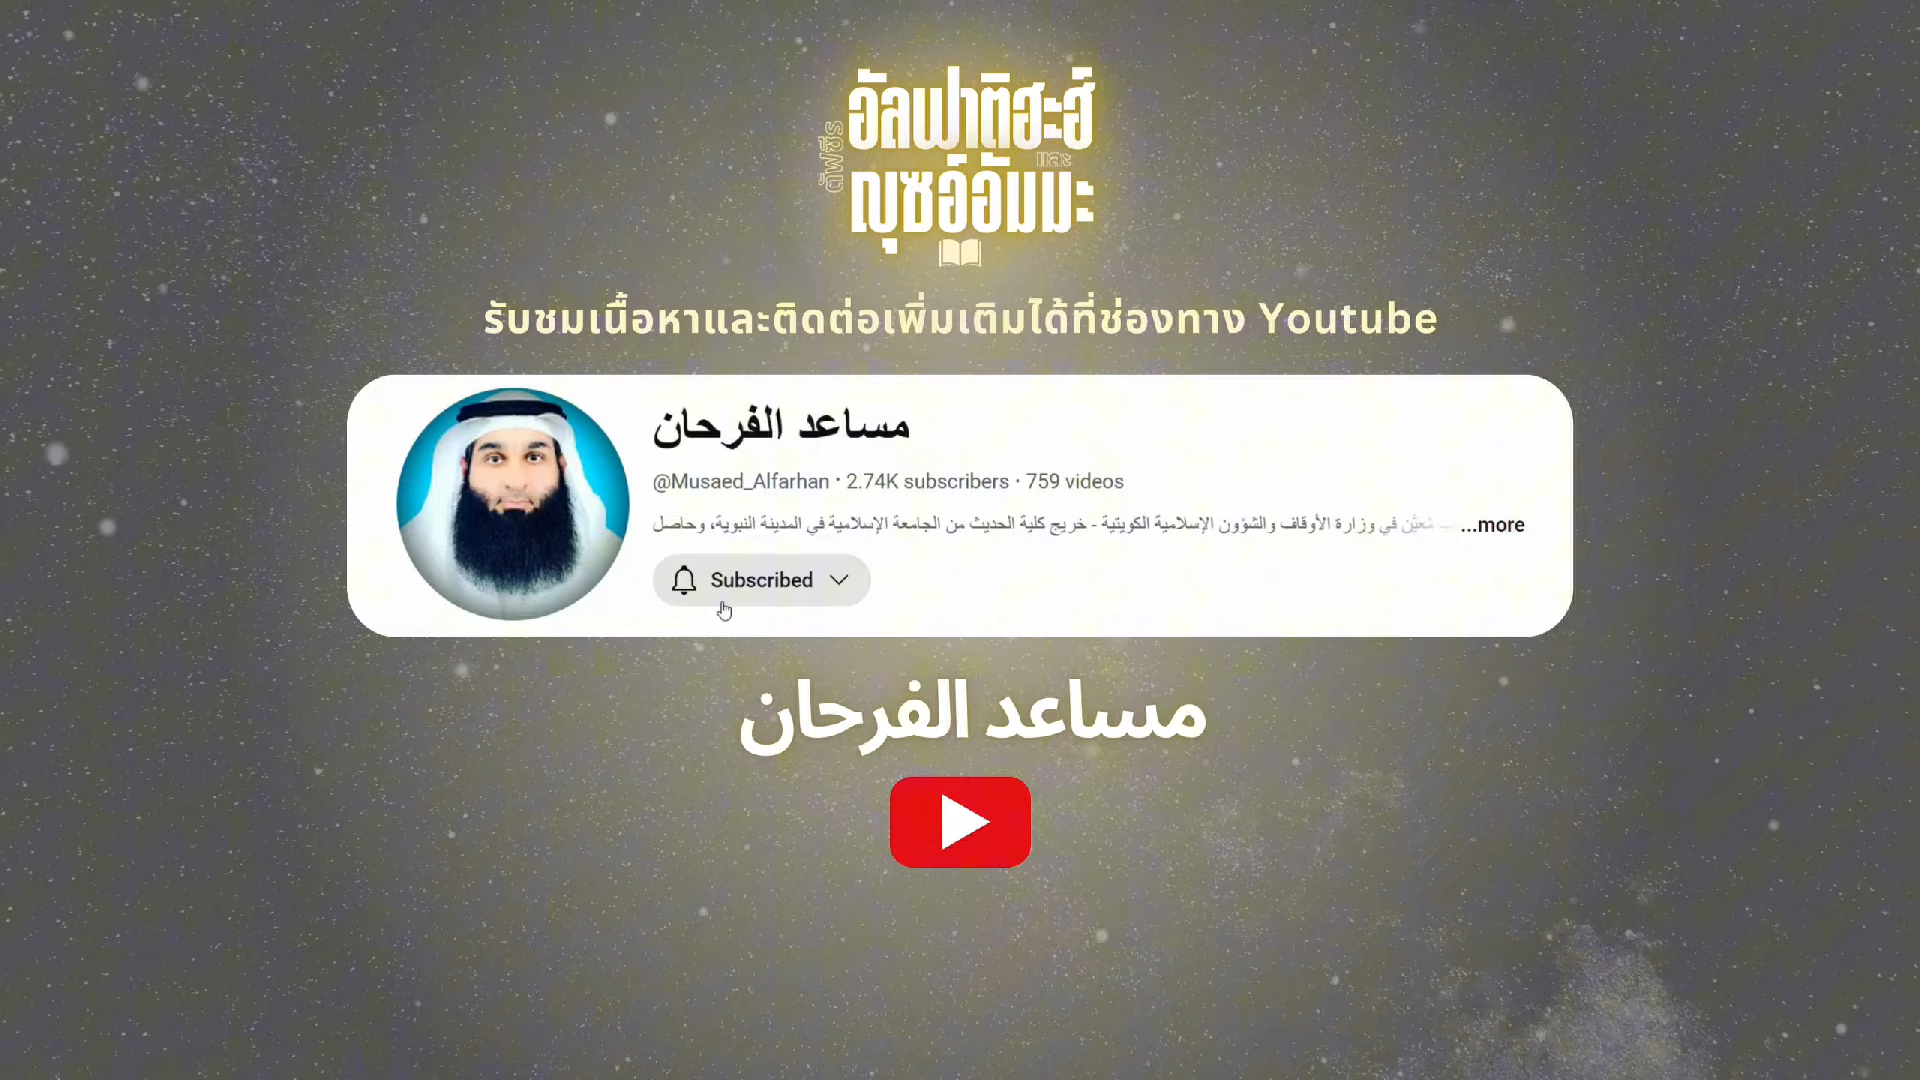 ตัฟซีร
อัลฟาติฮะฮ์
และ
ญุซอ์อัมมะ
รับชมเนื้อหาและติดต่อเพิ่มเติมได้ที่ช่องทาง Youtube
مساعد الفرحان
@Musaed_Alfarhan • 2.74K subscribers • 759 videos
مُعيَّن في وزارة الأوقاف والشؤون الإسلامية الكويتية - خريج كلية الحديث من الجامعة الإسلامية في المدينة النبوية، وحاصل ...more
Subscribed
مساعد الفرحان